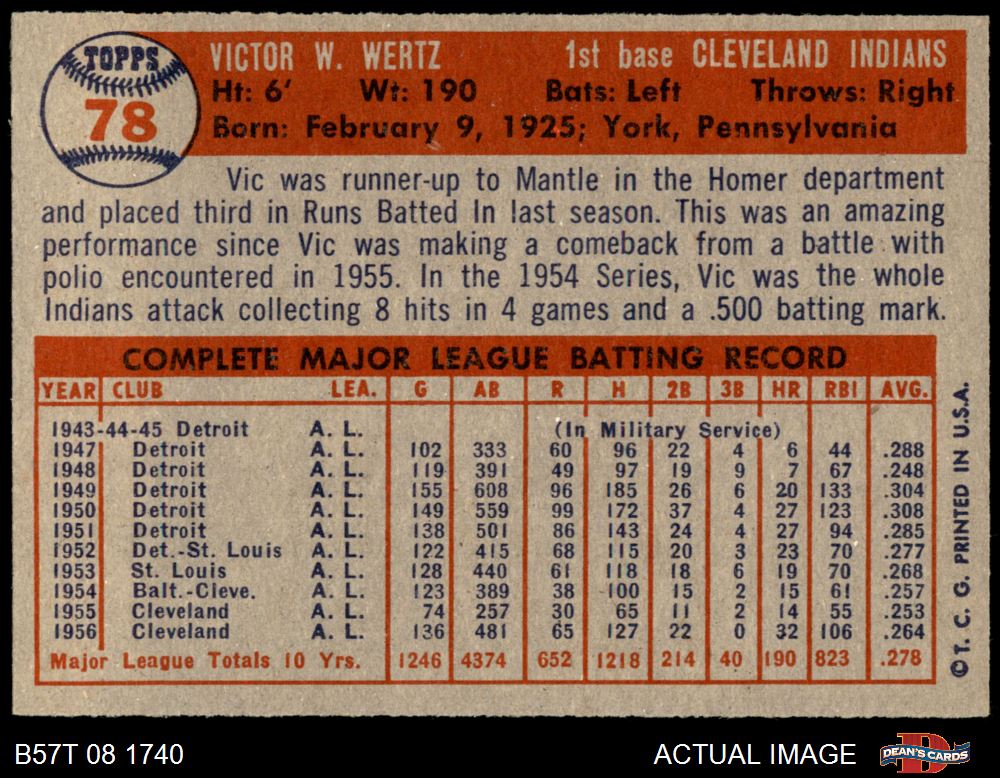 TOPPS
78
VICTOR W. WERTZ 1st base CLEVELAND INDIANS
Ht: 6' Wt: 190 Bats: Left Throws: Right
Born: February 9, 1925; York, Pennsylvania
Vic was runner-up to Mantle in the Homer department
and placed third in Runs Batted In last season. This was an amazing
performance since Vic was making a comeback from a battle with
polio encountered in 1955. In the 1954 Series, Vic was the whole
Indians attack collecting 8 hits in 4 games and a .500 batting mark.
COMPLETE MAJOR LEAGUE BATTING RECORD
YEAR CLUB LEA. G AB R H 2B 3B HR RBI AVG.
1943-44-45 Detroit A. L. (In Military Service)
1947 Detroit A. L. 102 333 60 96 22 4 6 44 .288
1948 Detroit A. L. 119 391 49 97 19 9 7 67 .248
1949 Detroit A. L. 155 608 96 185 26 6 20 133 .304
1950 Detroit A. L. 149 559 99 172 37 4 27 123 .308
1951 Detroit A. L. 138 501 86 143 24 4 27 94 .285
1952 Det.-St. Louis A. L. 122 415 68 115 20 3 23 70 .277
1953 St. Louis A. L. 128 440 61 118 18 6 19 70 .268
1954 Balt.-Cleve. A. L. 123 389 38 100 15 2 15 61 .257
1955 Cleveland A. L. 74 257 30 65 11 2 14 55 .253
1956 Cleveland A. L. 136 481 65 127 22 0 32 106 .264
Major League Totals 10 Yrs. 1246 4374 652 1218 214 40 190 823 .278
© T. C. G. PRINTED IN U.S.A.
B57T 08 1740 ACTUAL IMAGE
DEAN'S CARDS